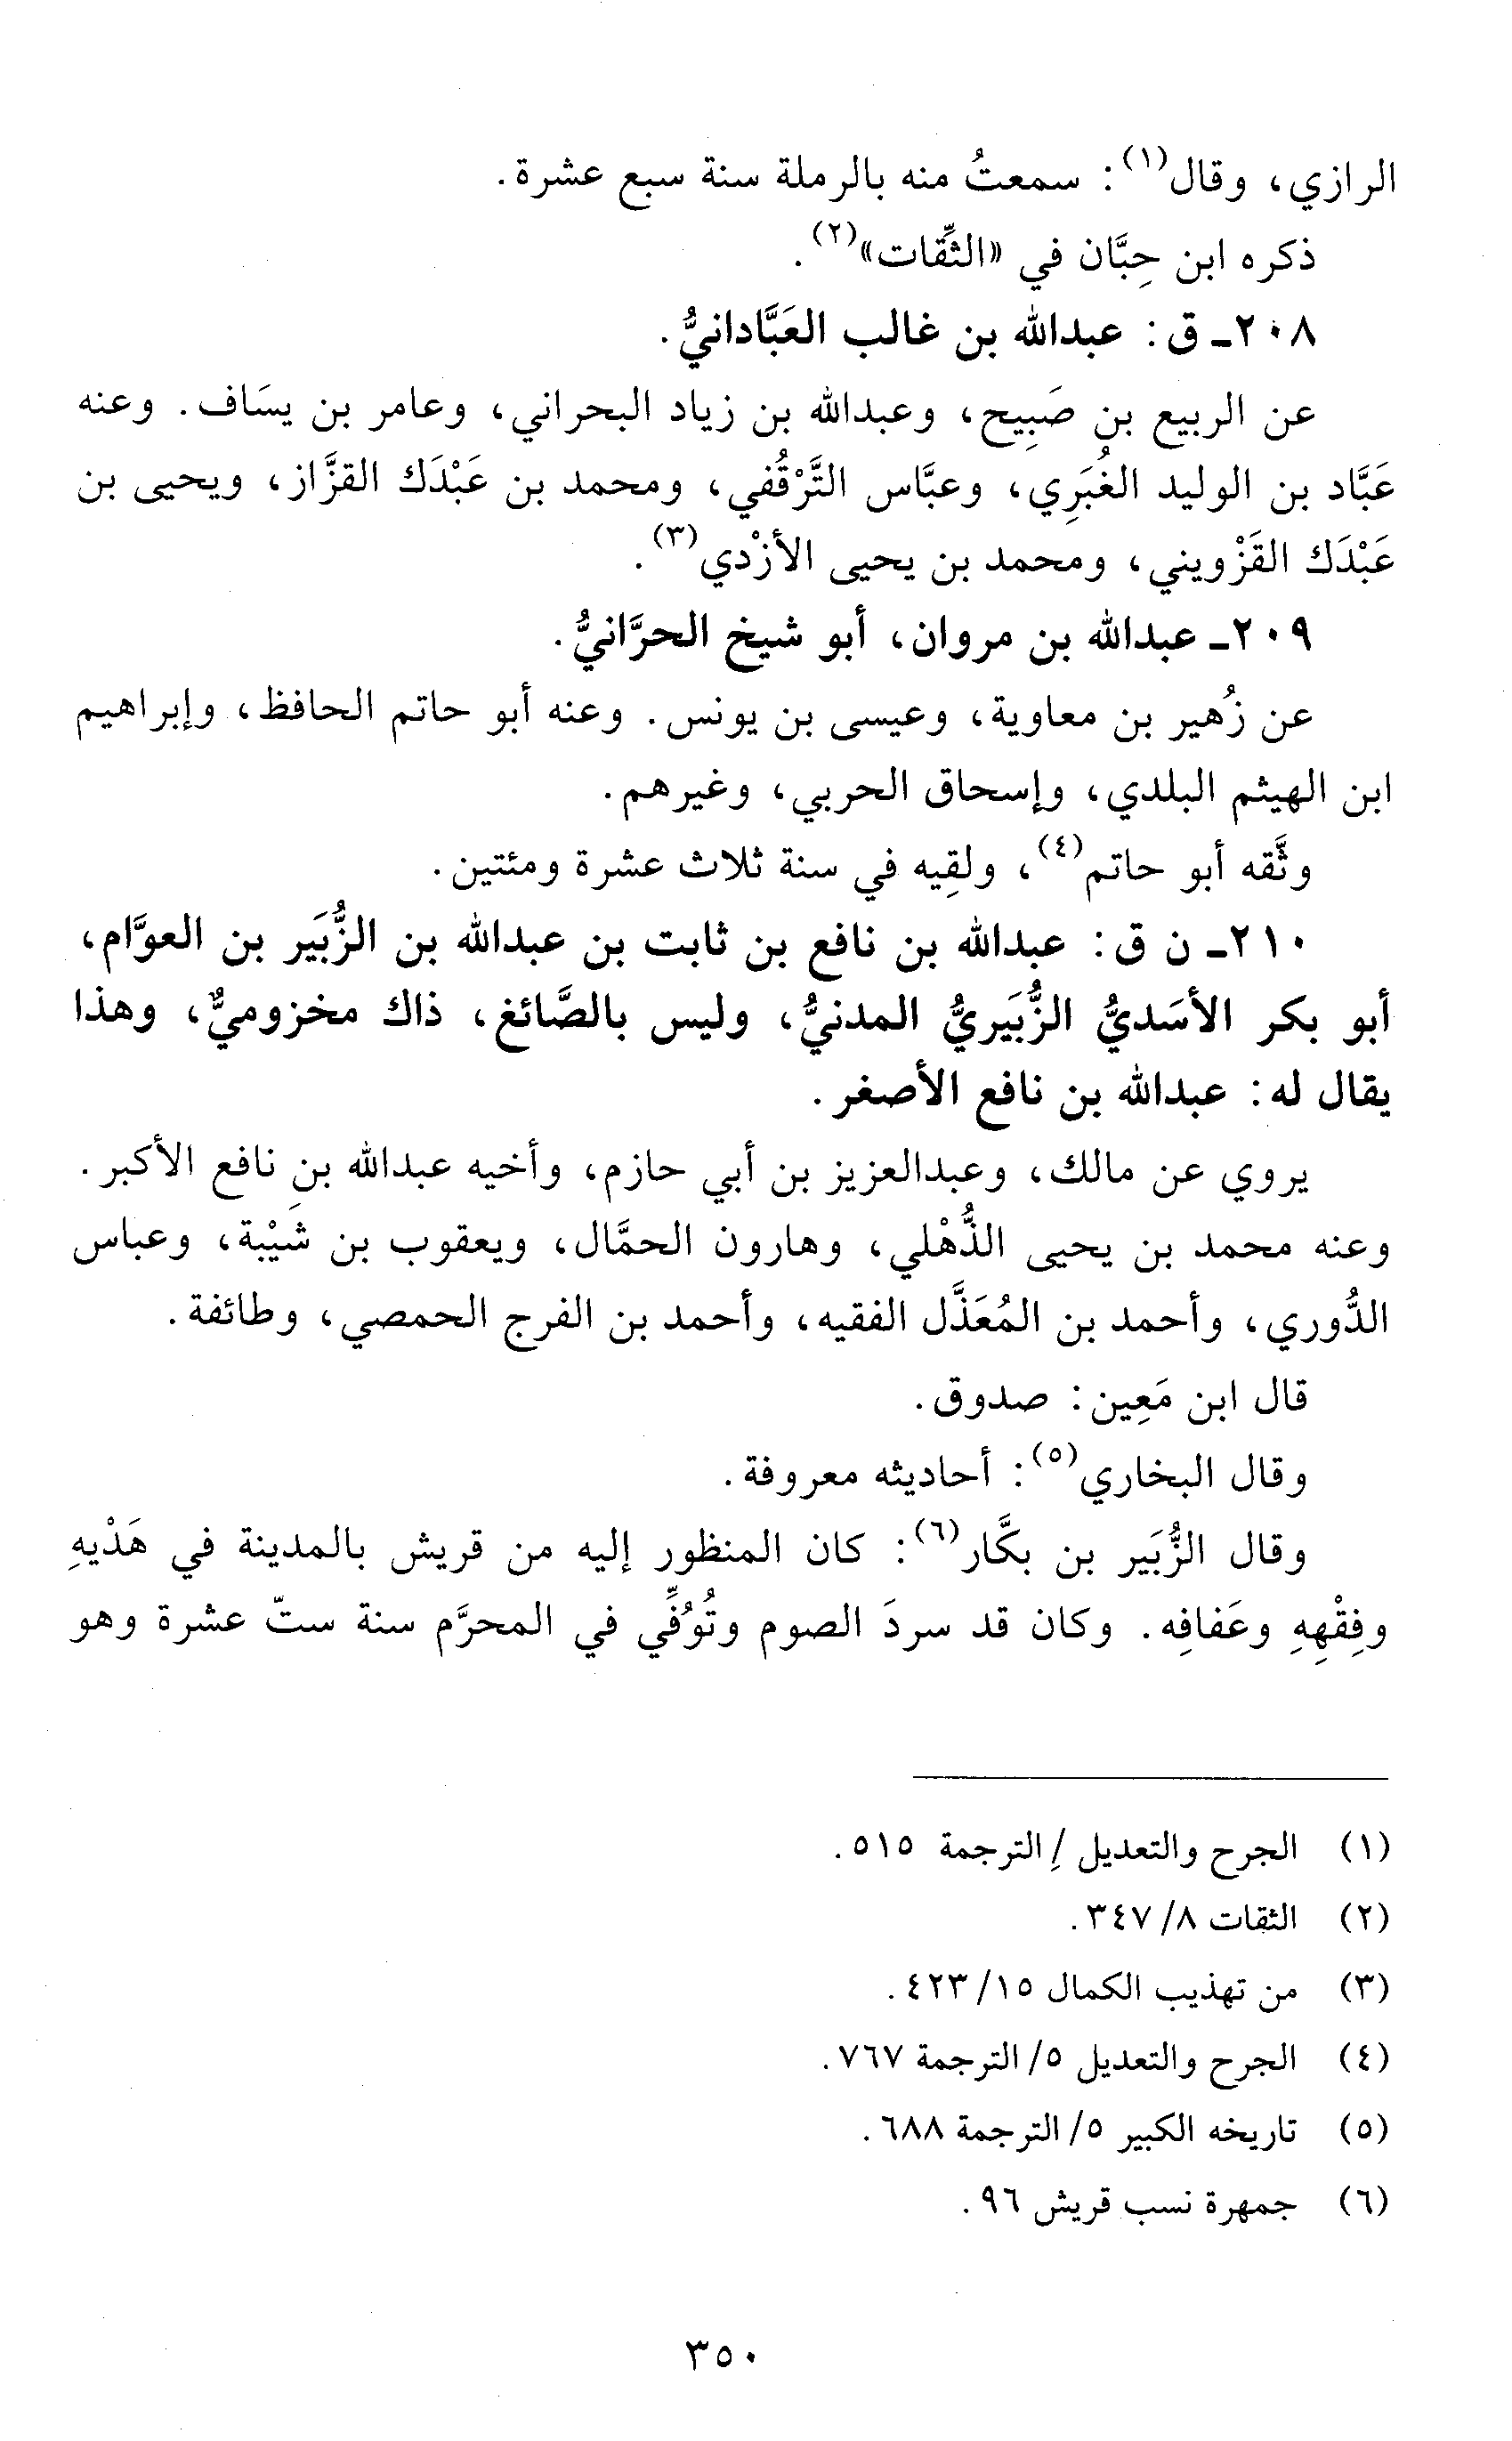 الرازي، وقال(١): سمعتُ منه بالرملة سنة سبع عشرة.
ذكره ابن حِبَّان في «الثِّقات»(٢).
٢٠٨ـ ق: عبدالله بن غالب العَبَّادانيُّ.
عن الربيع بن صَبِيح، وعبدالله بن زياد البحراني، وعامر بن يسَاف. وعنه
عَبَّاد بن الوليد الغُبَرِي، وعبَّاس التَّرْقُفي، ومحمد بن عَبْدَك القزَّاز، ويحيى بن
عَبْدَك القَزْويني، ومحمد بن يحيى الأزْدي(٣).
٢٠٩ـ عبدالله بن مروان، أبو شيخ الحرَّانيُّ.
عن زُهير بن معاوية، وعيسى بن يونس. وعنه أبو حاتم الحافظ، وإبراهيم
ابن الهيثم البلدي، وإسحاق الحربي، وغيرهم.
وثَّقه أبو حاتم(٤)، ولقِيه في سنة ثلاث عشرة ومئتين.
٢١٠ـ ن ق: عبدالله بن نافع بن ثابت بن عبدالله بن الزُّبَير بن العوَّام،
أبو بكر الأسَديُّ الزُّبَيريُّ المدنيُّ، وليس بالصَّائغ، ذاك مخزوميٌّ، وهذا
يقال له: عبدالله بن نافع الأصغر.
يروي عن مالك، وعبدالعزيز بن أبي حازم، وأخيه عبدالله بنِ نافع الأكبر.
وعنه محمد بن يحيى الذُّهْلي، وهارون الحمَّال، ويعقوب بن شَيْبة، وعباس
الدُّوري، وأحمد بن المُعَذَّل الفقيه، وأحمد بن الفرج الحمصي، وطائفة.
قال ابن مَعِين: صدوق.
وقال البخاري(٥): أحاديثه معروفة.
وقال الزُّبَير بن بكَّار(٦): كان المنظور إليه من قريش بالمدينة في هَدْيهِ
وفِقْهِهِ وعَفافِه. وكان قد سردَ الصوم وتُوُفِّي في المحرَّم سنة ستّ عشرة وهو
(١) الجرح والتعديل / الترجمة ٥١٥.
(٢) الثقات ٨/ ٣٤٧.
(٣) من تهذيب الكمال ١٥/ ٤٢٣.
(٤) الجرح والتعديل ٥/ الترجمة ٧٦٧.
(٥) تاريخه الكبير ٥/ الترجمة ٦٨٨.
(٦) جمهرة نسب قريش ٩٦.
٣٥٠